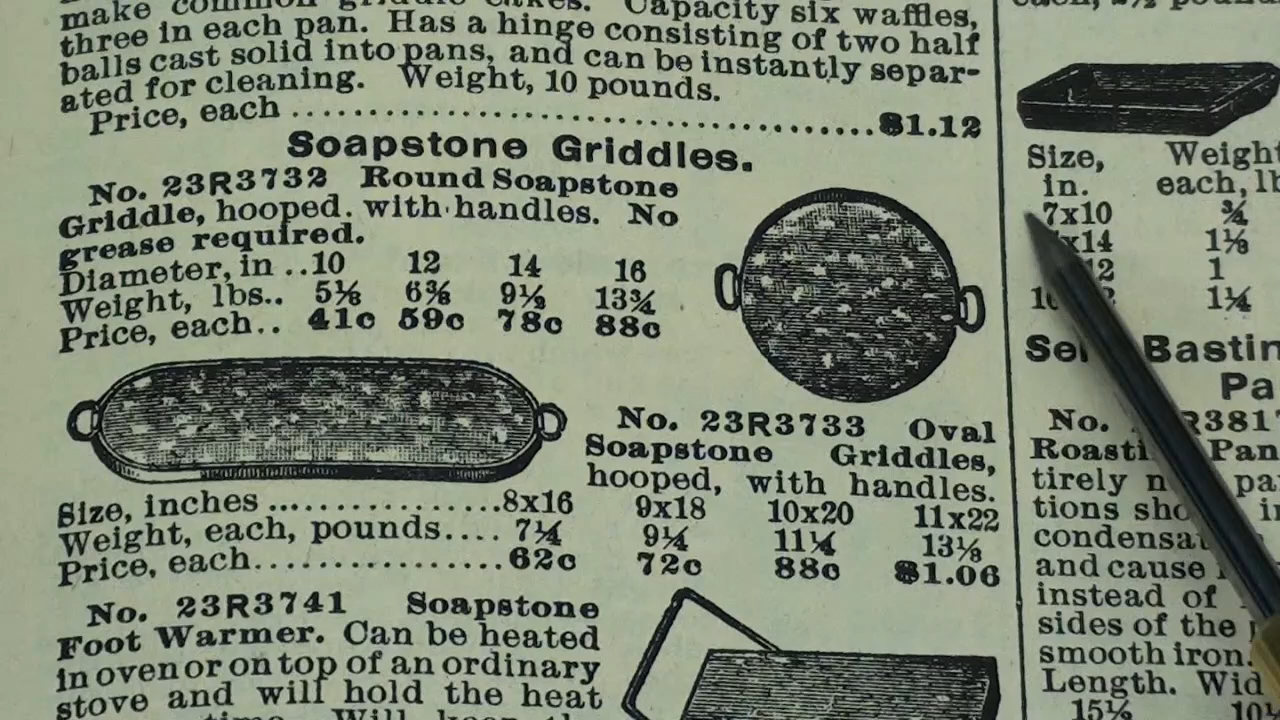 make common griddle cakes. Capacity six waffles,
three in each pan. Has a hinge consisting of two half
balls cast solid into pans, and can be instantly separ-
ated for cleaning. Weight, 10 pounds.
Price, each ........................................$1.12
Soapstone Griddles.
No. 23R3732 Round Soapstone
Griddle, hooped. with handles. No
grease required.
Diameter, in ..10 12 14 16
Weight, lbs.. 5⅛ 6⅜ 9⅓ 13¾
Price, each.. 41c 59c 78c 88c
No. 23R3733 Oval
Soapstone Griddles,
hooped, with handles.
Size, inches ................8x16 9x18 10x20 11x22
Weight, each, pounds.... 7¼ 9¼ 11¼ 13⅛
Price, each.................62c 72c 88c $1.06
No. 23R3741 Soapstone
Foot Warmer. Can be heated
in oven or on top of an ordinary
stove and will hold the heat
Size, Weight
in. each, lb
7x10 ¾
x14 1⅛
12 1
1¼
Bastin
Pa
No. R381
Roasti Pan
tirely
tions
and cause
instead of
sides of the
smooth iron.
Length. Wid
15⅛ 10